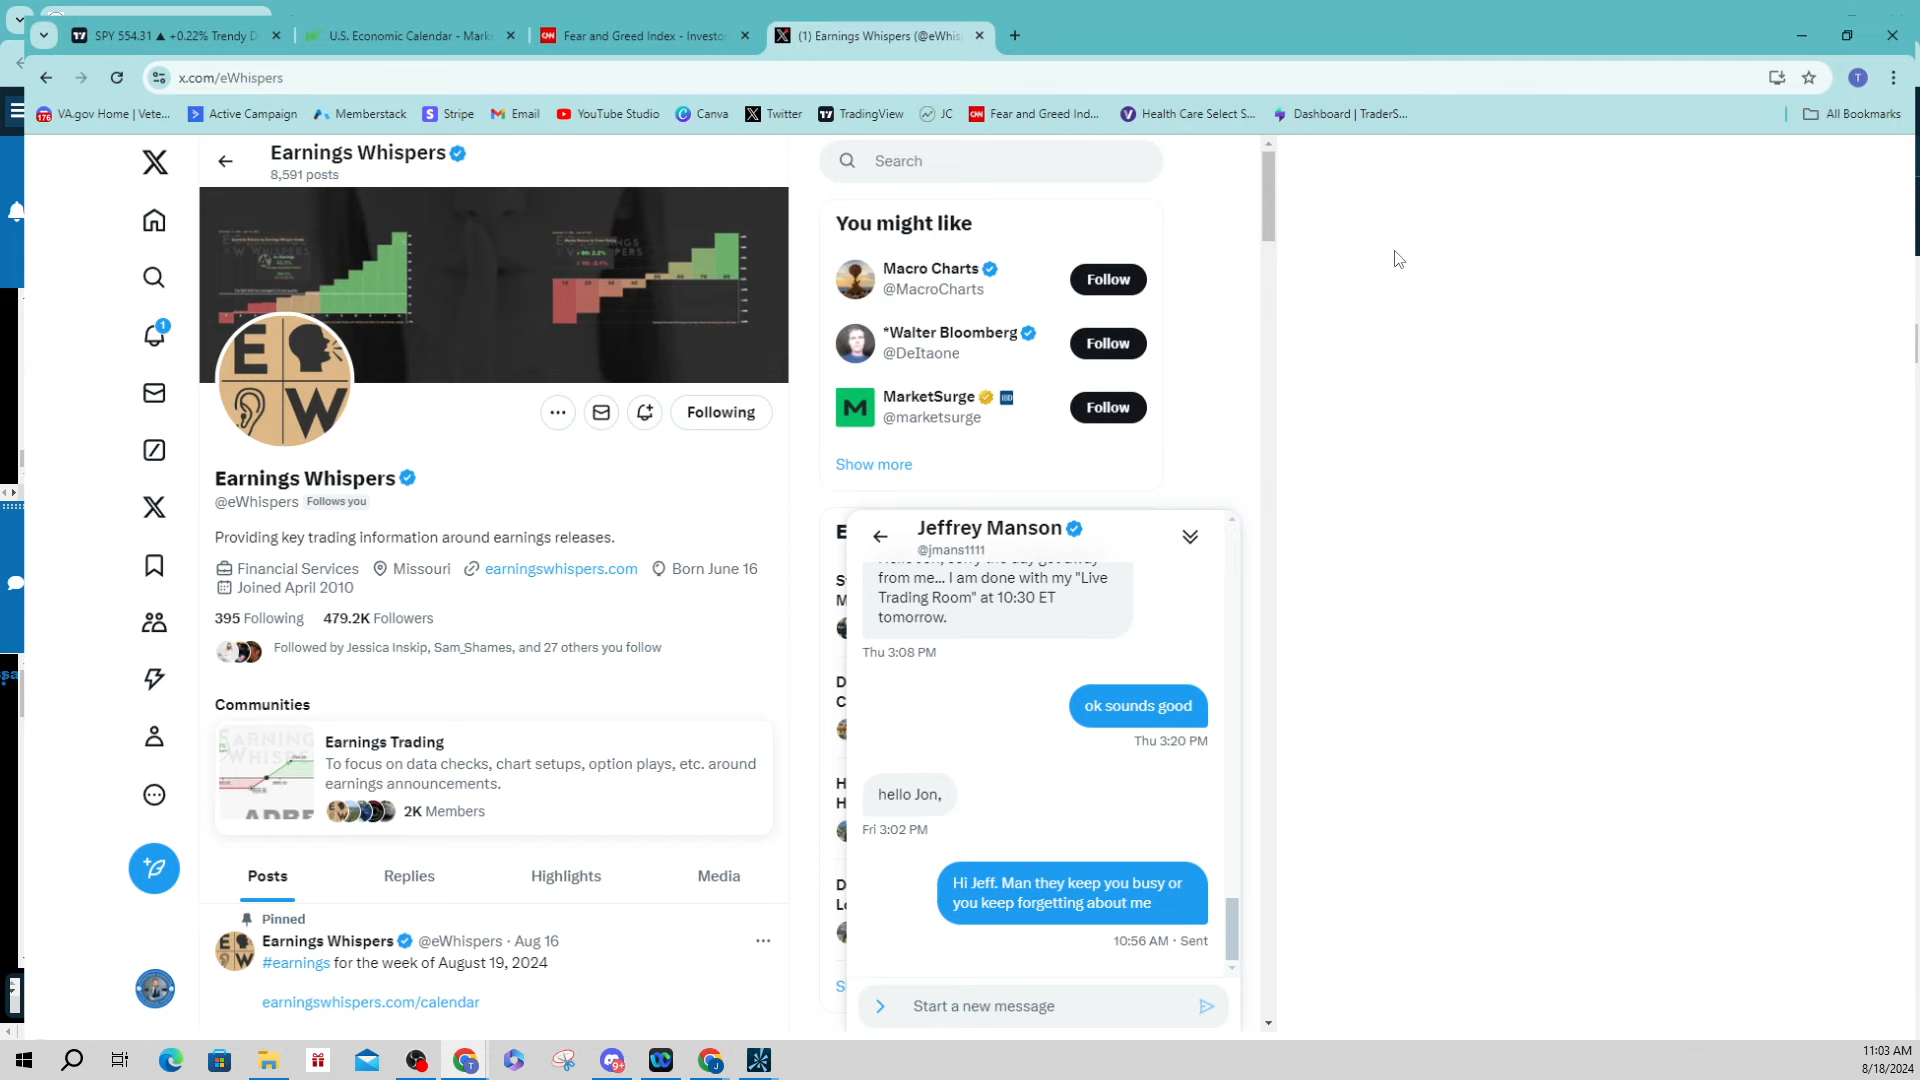 SPY 554.31 ▲ +0.22% Trendy D
U.S. Economic Calendar - Mark
Fear and Greed Index - Investo
(1) Earnings Whispers (@eWhis
x.com/eWhispers
VA.gov Home | Vete...
Active Campaign
Memberstack
Stripe
Email
YouTube Studio
Canva
Twitter
TradingView
JC
Fear and Greed Ind...
Health Care Select S...
Dashboard | TraderS...
All Bookmarks
Earnings Whispers
8,591 posts
Following
Earnings Whispers
@eWhispers Follows you
Providing key trading information around earnings releases.
Financial Services Missouri earningswhispers.com Born June 16
Joined April 2010
395 Following 479.2K Followers
Followed by Jessica Inskip, Sam_Shames, and 27 others you follow
Communities
Earnings Trading
To focus on data checks, chart setups, option plays, etc. around
earnings announcements.
2K Members
Posts Replies Highlights Media
Pinned
Earnings Whispers @eWhispers · Aug 16
#earnings for the week of August 19, 2024
earningswhispers.com/calendar
Search
You might like
Macro Charts
@MacroCharts
Follow
*Walter Bloomberg
@DeItaone
Follow
MarketSurge
@marketsurge
Follow
Show more
Jeffrey Manson
@jmans1111
from me... I am done with my "Live
Trading Room" at 10:30 ET
tomorrow.
Thu 3:08 PM
ok sounds good
Thu 3:20 PM
hello Jon,
Fri 3:02 PM
Hi Jeff. Man they keep you busy or
you keep forgetting about me
10:56 AM · Sent
Start a new message
11:03 AM
8/18/2024